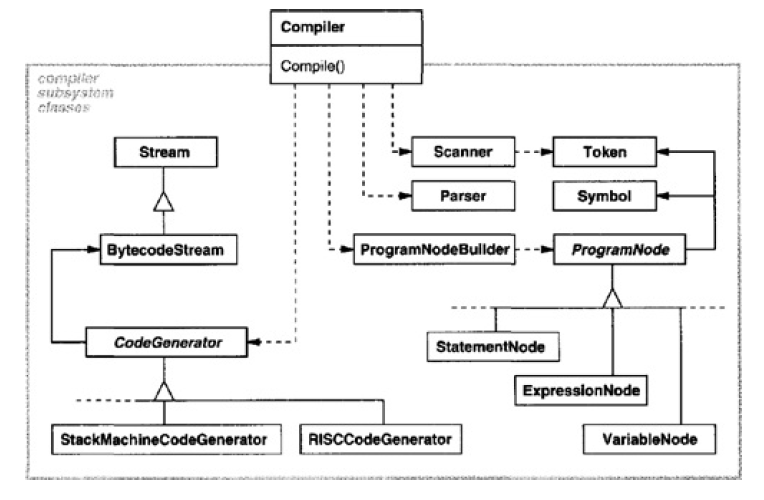 Compiler
Compile()
compiler
subsystem
classes
Stream
Scanner
Token
Parser
Symbol
BytecodeStream
ProgramNodeBuilder
ProgramNode
CodeGenerator
StatementNode
ExpressionNode
StackMachineCodeGenerator
RISCCodeGenerator
VariableNode